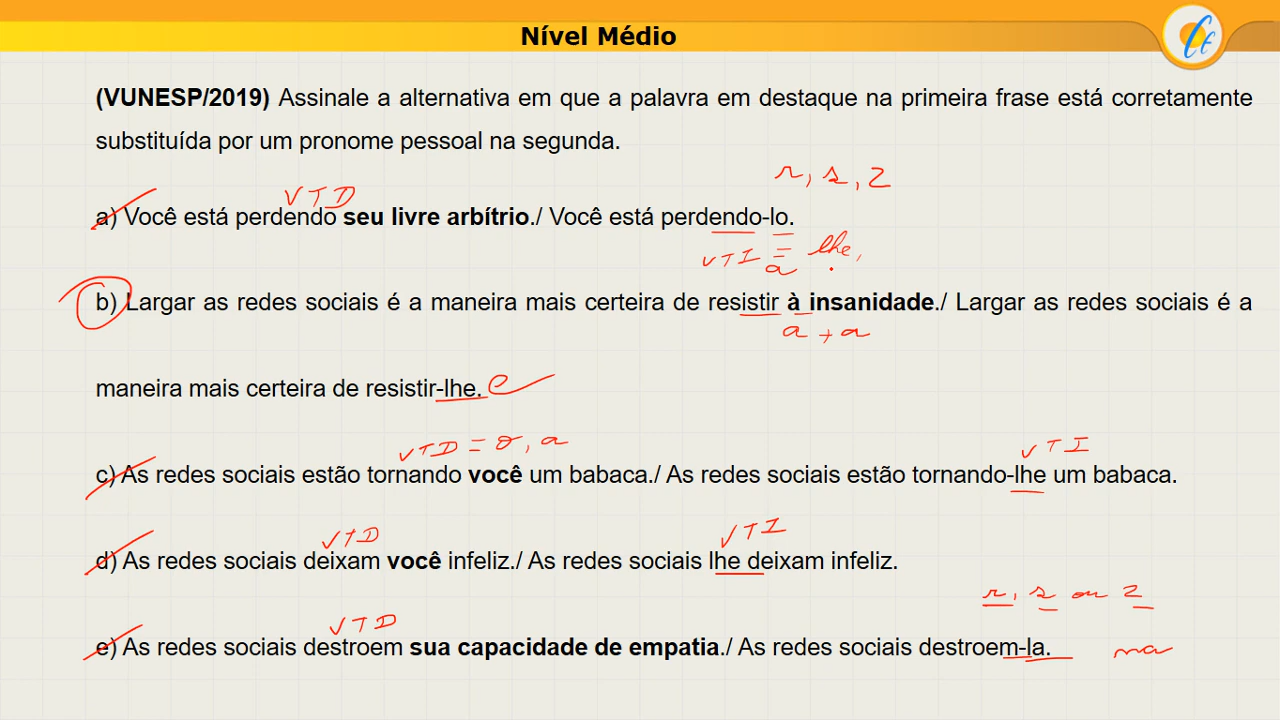 Nível Médio
CF
(VUNESP/2019) Assinale a alternativa em que a palavra em destaque na primeira frase está corretamente
substituída por um pronome pessoal na segunda.
r, s, z
VTD
a) Você está perdendo seu livre arbítrio./ Você está perdendo-lo.
VTI = lhe,
a
b) Largar as redes sociais é a maneira mais certeira de resistir à insanidade./ Largar as redes sociais é a
a + a
maneira mais certeira de resistir-lhe. e
VTD = o, a VTI
c) As redes sociais estão tornando você um babaca./ As redes sociais estão tornando-lhe um babaca.
VTD VTI
d) As redes sociais deixam você infeliz./ As redes sociais lhe deixam infeliz.
r, s ou z
VTD
e) As redes sociais destroem sua capacidade de empatia./ As redes sociais destroem-la. na